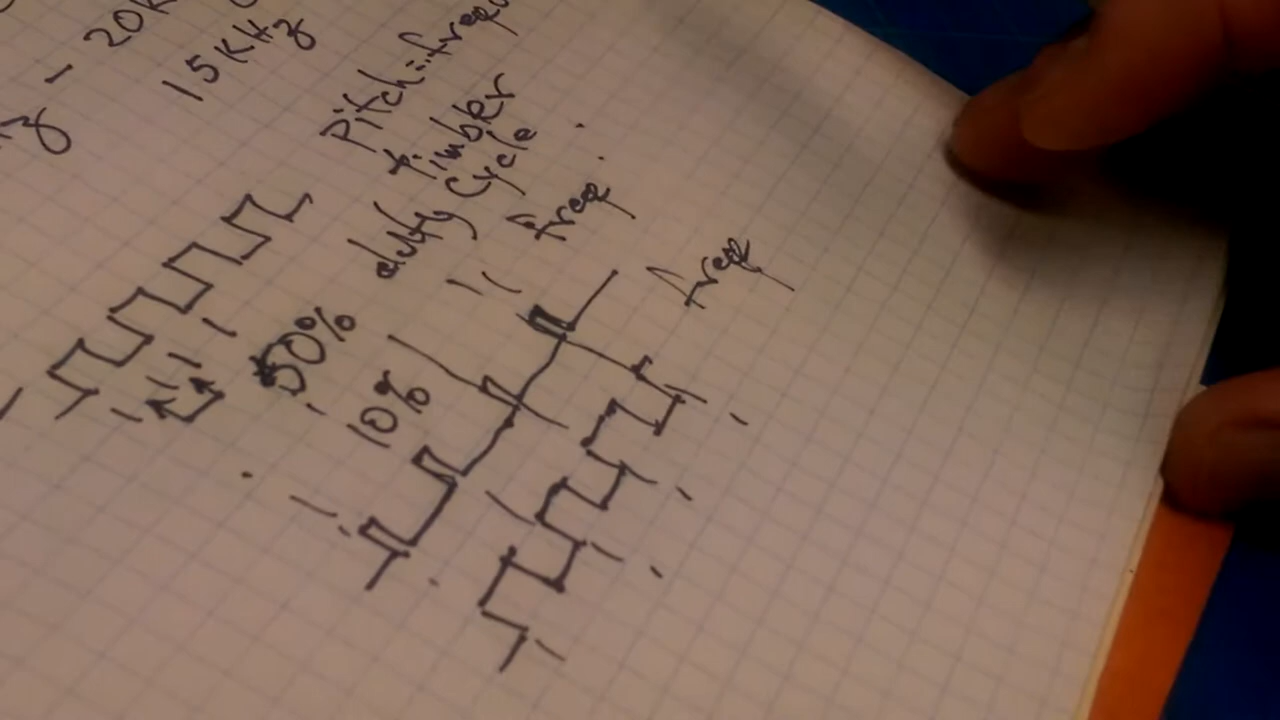 z - 20K
15KHz
Pitch = freq
timber
duty Cycle
50%
10%
freq
freq